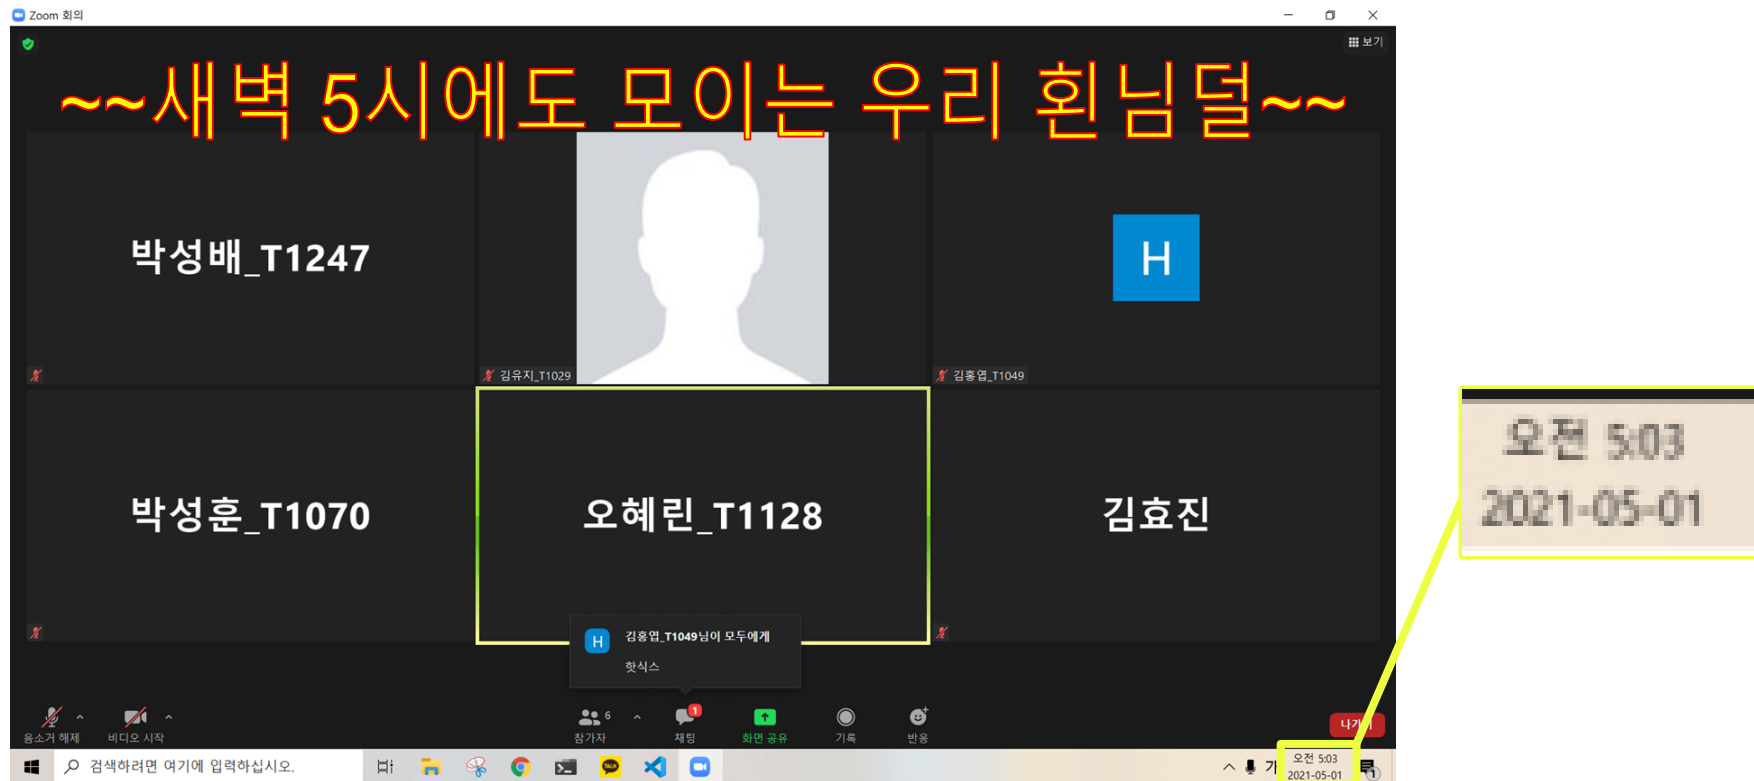 Zoom 회의
보기
~~새벽 5시에도 모이는 우리 횐님덜~~
박성배_T1247
김유지_T1029
H
김홍엽_T1049
박성훈_T1070
오혜린_T1128
김효진
H
김홍엽_T1049님이 모두에게
핫식스
음소거 해제
비디오 시작
6
참가자
1
채팅
화면 공유
기록
반응
검색하려면 여기에 입력하십시오.
TALK
오전 5:03
2021-05-01
1
오전 5:03
2021-05-01